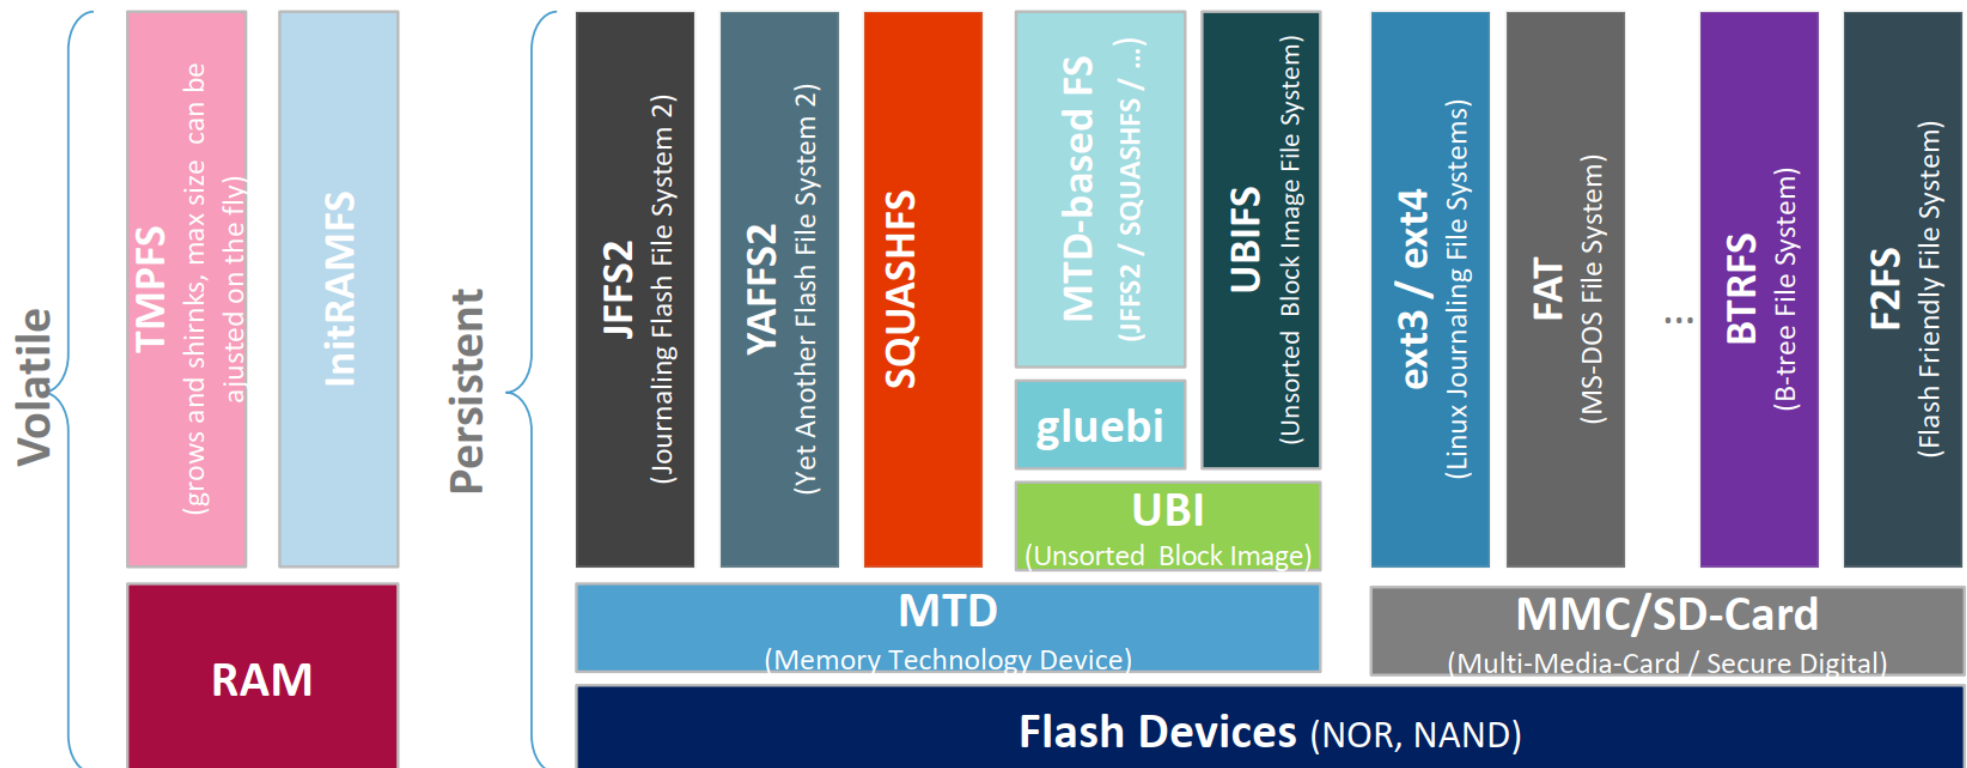 Volatile
TMPFS
(grows and shirnks, max size can be
ajusted on the fly)
InitRAMFS
RAM
Persistent
JFFS2
(Journaling Flash File System 2)
YAFFS2
(Yet Another Flash File System 2)
SQUASHFS
MTD-based FS
(JFFS2 / SQUASHFS / ...)
gluebi
UBIFS
(Unsorted Block Image File System)
UBI
(Unsorted Block Image)
MTD
(Memory Technology Device)
ext3 / ext4
(Linux Journaling File Systems)
FAT
(MS-DOS File System)
...
BTRFS
(B-tree File System)
F2FS
(Flash Friendly File System)
MMC/SD-Card
(Multi-Media-Card / Secure Digital)
Flash Devices (NOR, NAND)